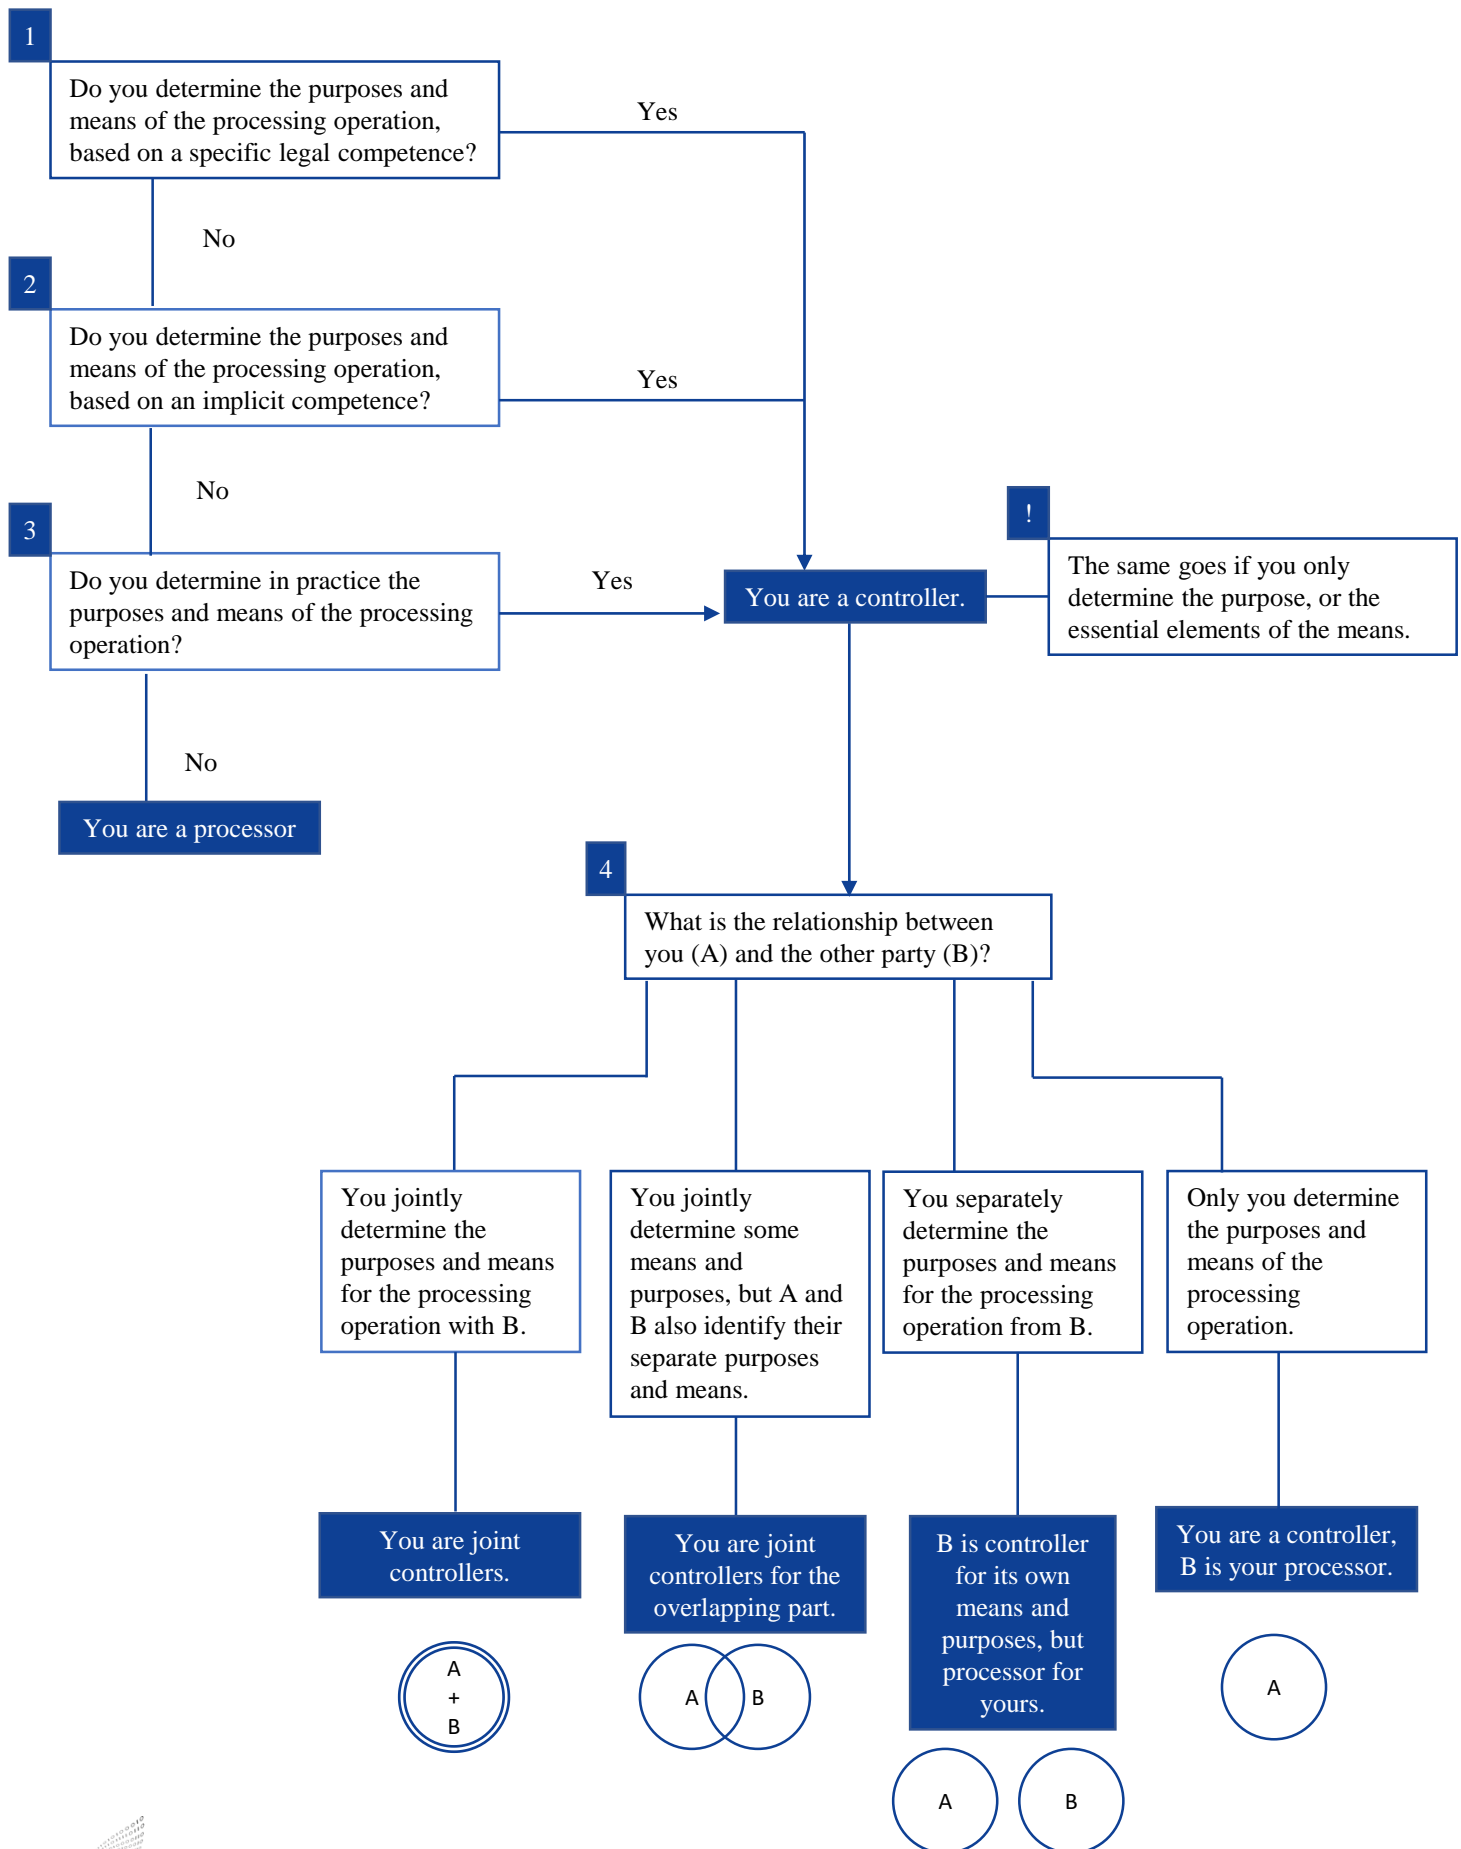 1
Do you determine the purposes and
means of the processing operation,
based on a specific legal competence?
Yes
No
2
Do you determine the purposes and
means of the processing operation,
based on an implicit competence?
Yes
No
3
Do you determine in practice the
purposes and means of the processing
operation?
Yes
You are a controller.
!
The same goes if you only
determine the purpose, or the
essential elements of the means.
No
You are a processor
4
What is the relationship between
you (A) and the other party (B)?
You jointly
determine the
purposes and means
for the processing
operation with B.
You jointly
determine some
means and
purposes, but A and
B also identify their
separate purposes
and means.
You separately
determine the
purposes and means
for the processing
operation from B.
Only you determine
the purposes and
means of the
processing
operation.
You are joint
controllers.
You are joint
controllers for the
overlapping part.
B is controller
for its own
means and
purposes, but
processor for
yours.
You are a controller,
B is your processor.
A
+
B
A
B
A
B
A